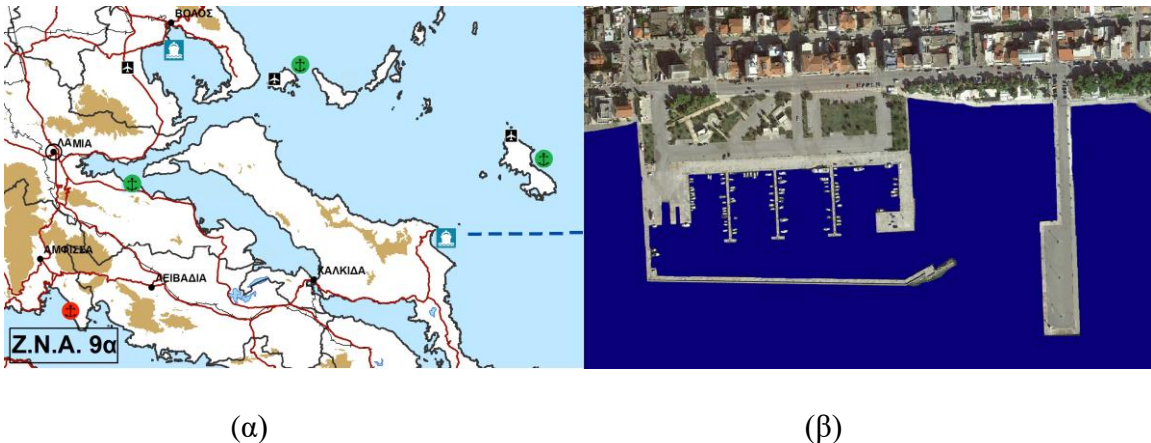 ΒΟΛΟΣ
ΛΑΜΙΑ
ΑΜΦΙΣΣΑ
ΛΕΙΒΑΔΙΑ
ΧΑΛΚΙΔΑ
Ζ.Ν.Α. 9α
(α)
(β)